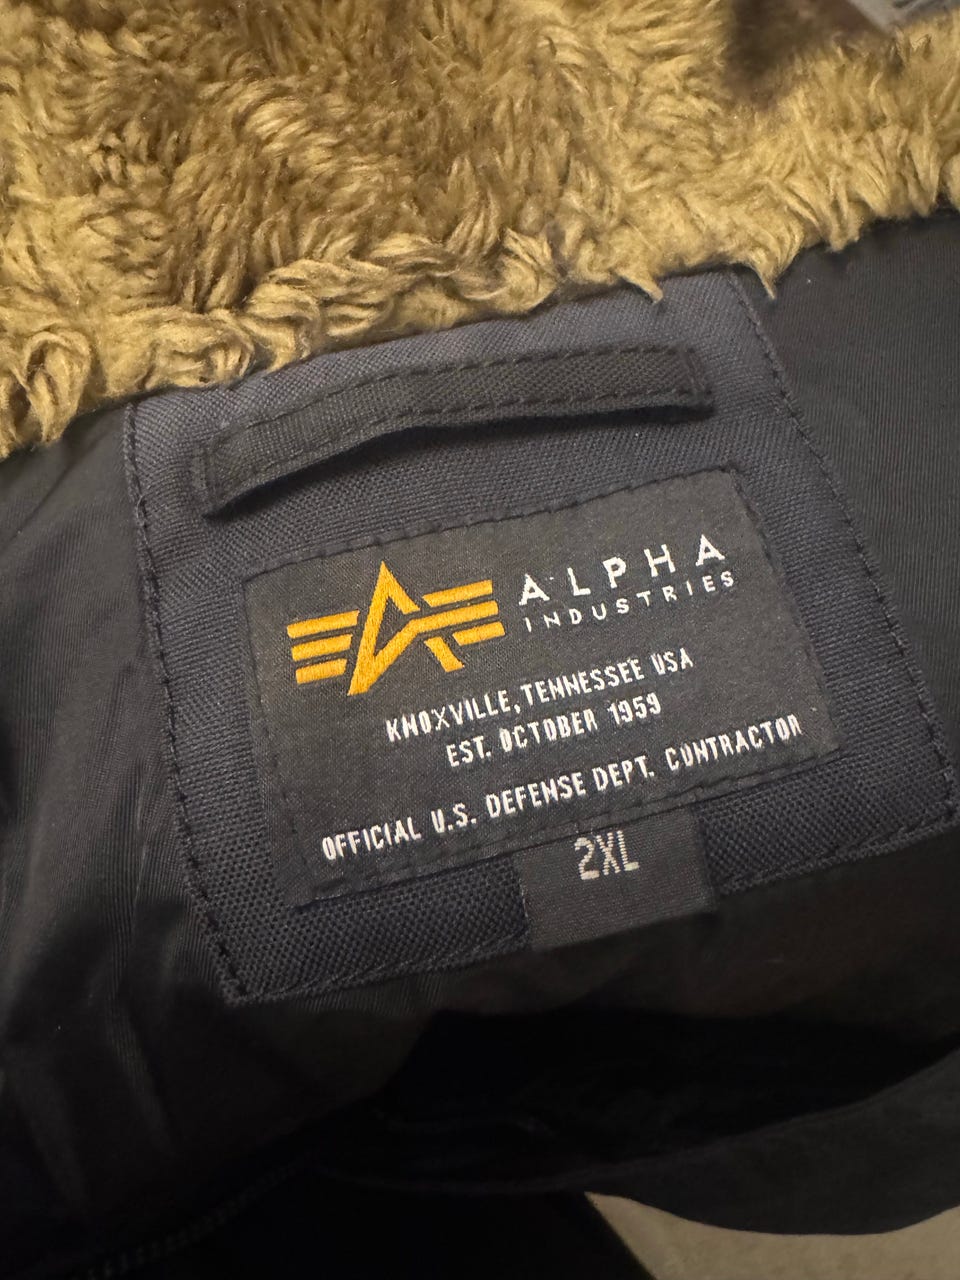 ALPHA
INDUSTRIES
KNOXVILLE, TENNESSEE USA
EST. OCTOBER 1959
OFFICIAL U.S. DEFENSE DEPT. CONTRACTOR
2XL